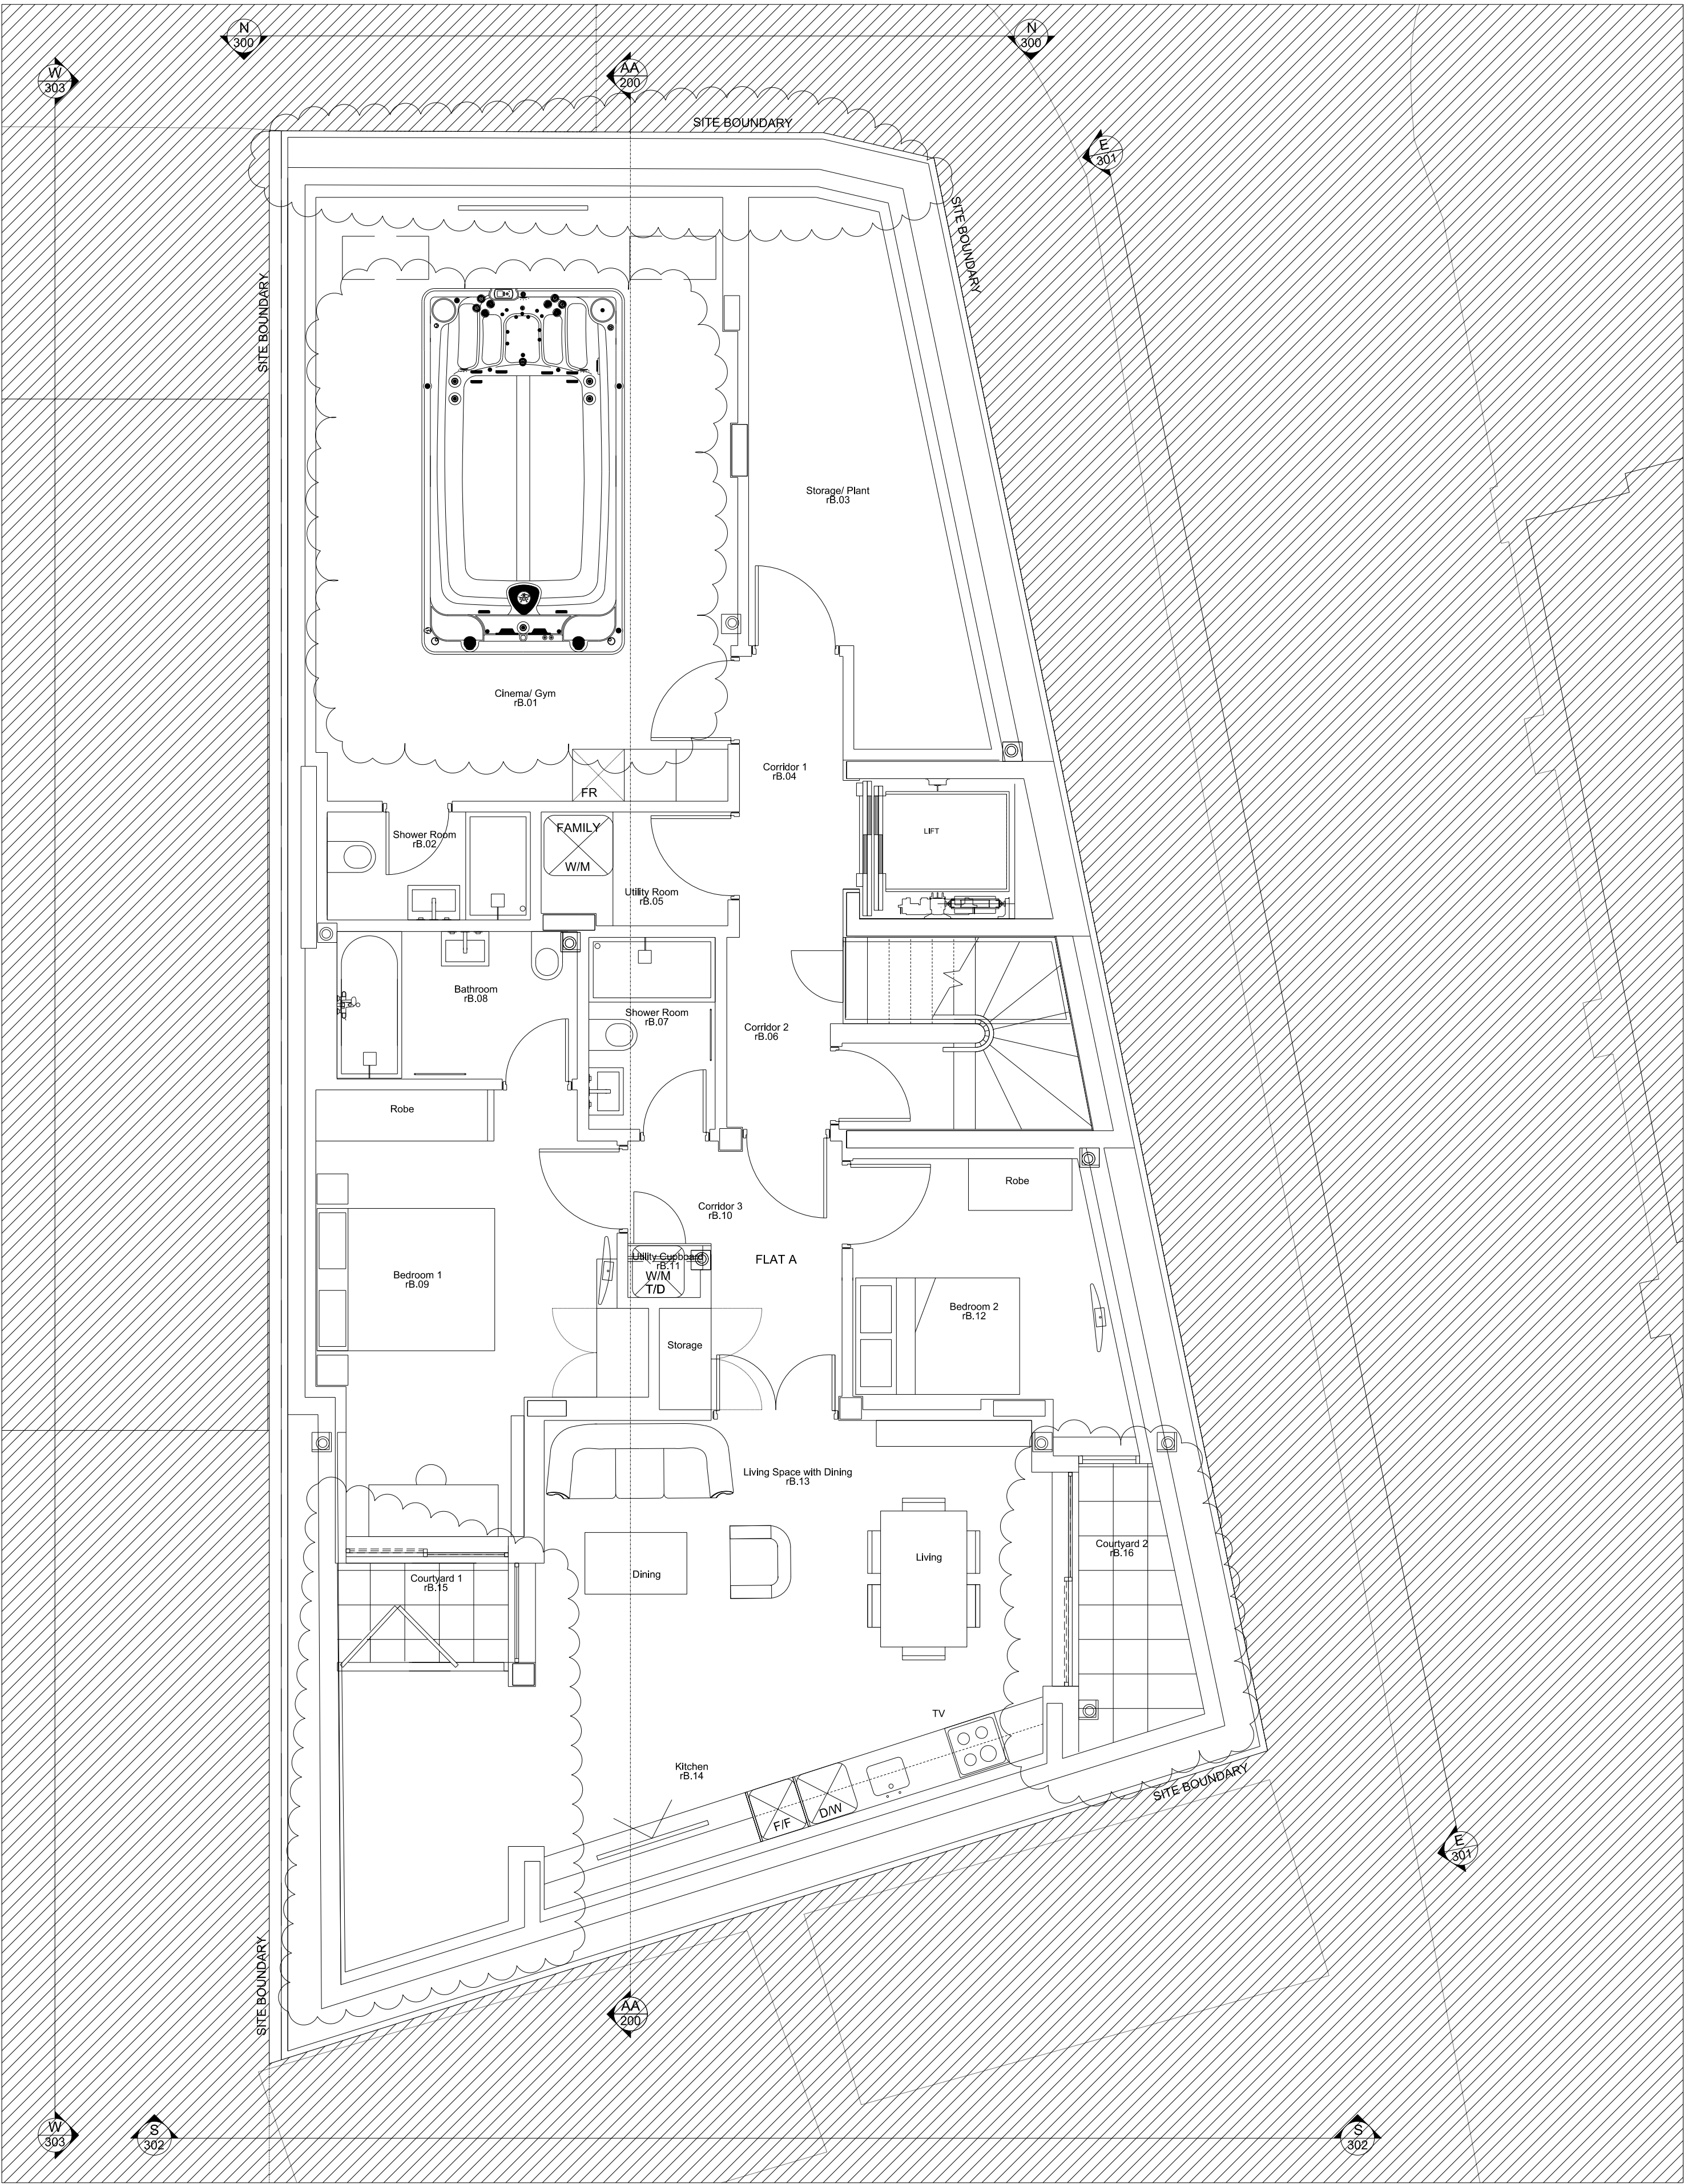 N
300
N
300
W
303
AA
200
SITE BOUNDARY
E
301
SITE BOUNDARY
SITE BOUNDARY
Storage/ Plant
rB.03
Cinema/ Gym
rB.01
Corridor 1
rB.04
FR
LIFT
FAMILY
W/M
Shower Room
rB.02
Utility Room
rB.05
Bathroom
rB.08
Shower Room
rB.07
Corridor 2
rB.06
Robe
Robe
Corridor 3
rB.10
Utility Cupboard
rB.11
W/M
T/D
FLAT A
Bedroom 1
rB.09
Bedroom 2
rB.12
Storage
Living Space with Dining
rB.13
Courtyard 2
rB.16
Living
Dining
Courtyard 1
rB.15
TV
Kitchen
rB.14
F/F
D/W
SITE BOUNDARY
E
301
SITE BOUNDARY
AA
200
W
303
S
302
S
302